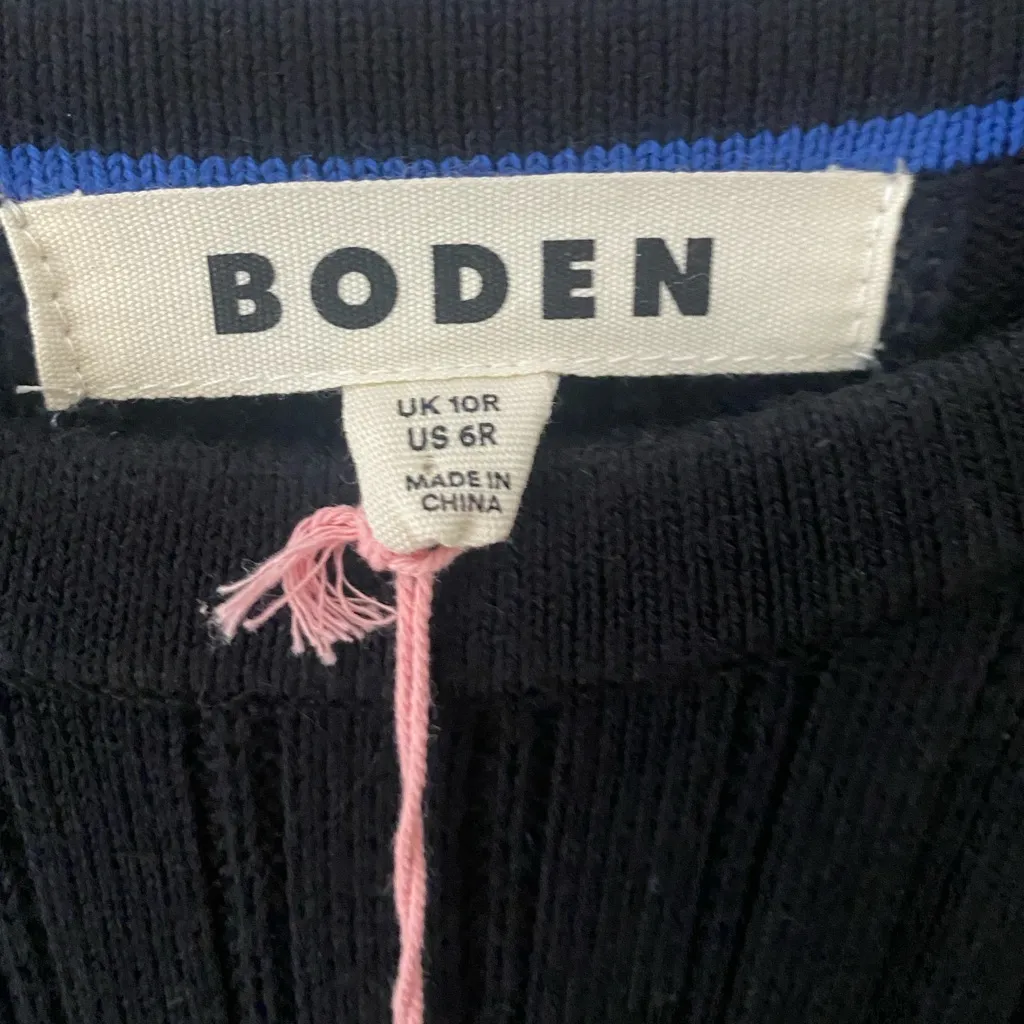 BODEN
UK 10R
US 6R
MADE IN
CHINA